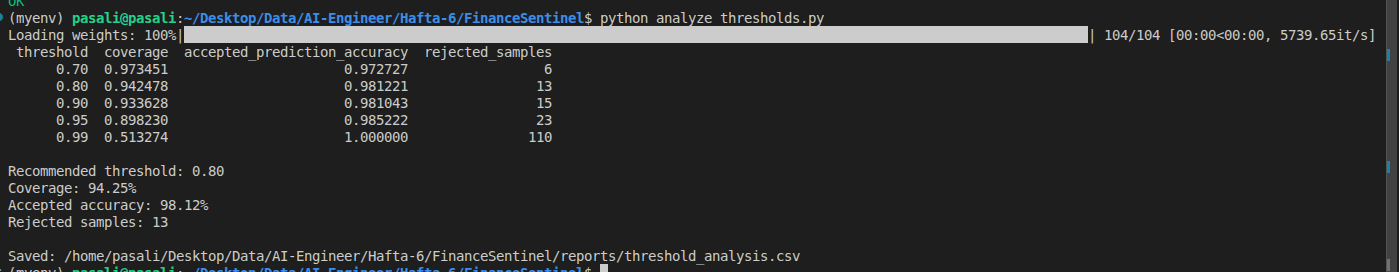 OK
(myenv) pasali@pasali:~/Desktop/Data/AI-Engineer/Hafta-6/FinanceSentinel$ python analyze_thresholds.py
Loading weights: 100%| | 104/104 [00:00<00:00, 5739.65it/s]
threshold coverage accepted_prediction_accuracy rejected_samples
0.70 0.973451 0.972727 6
0.80 0.942478 0.981221 13
0.90 0.933628 0.981043 15
0.95 0.898230 0.985222 23
0.99 0.513274 1.000000 110
Recommended threshold: 0.80
Coverage: 94.25%
Accepted accuracy: 98.12%
Rejected samples: 13
Saved: /home/pasali/Desktop/Data/AI-Engineer/Hafta-6/FinanceSentinel/reports/threshold_analysis.csv
(myenv) pasali@pasali:~/Desktop/Data/AI-Engineer/Hafta-6/FinanceSentinel$